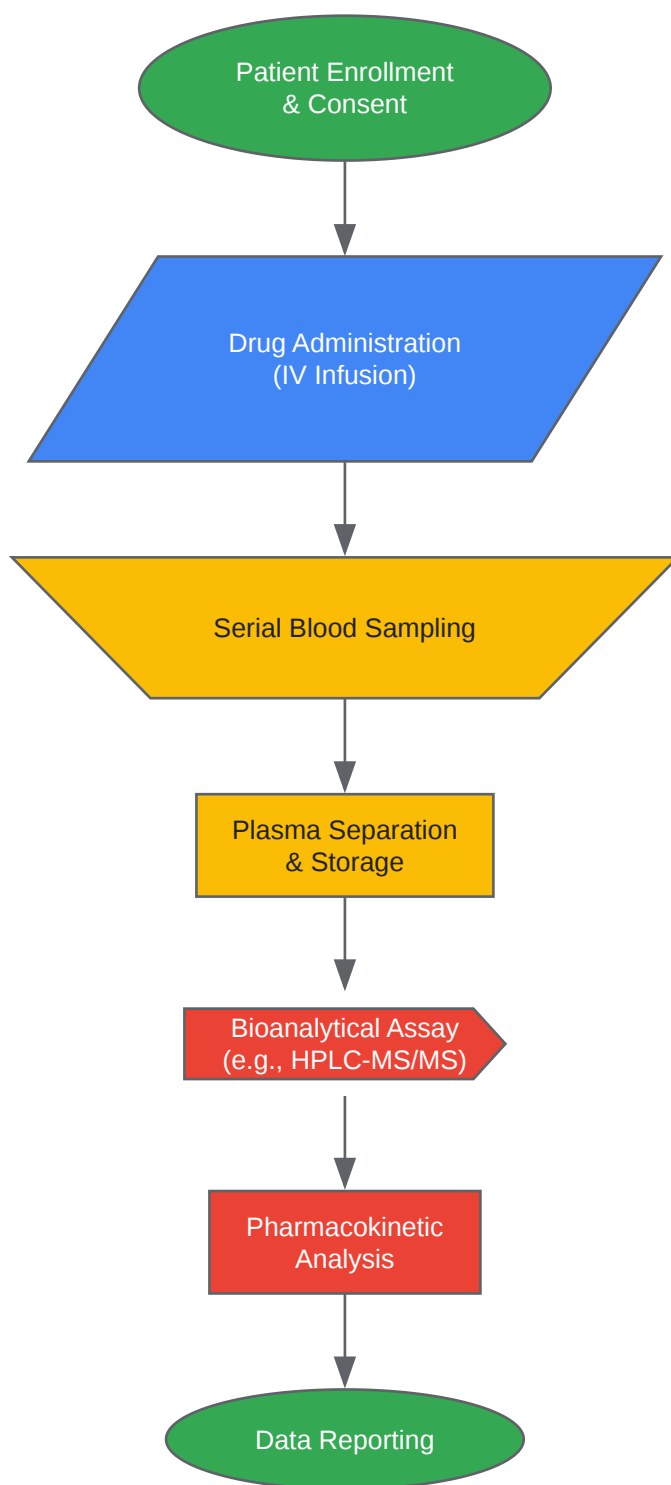 Patient Enrollment
& Consent
Drug Administration
(IV Infusion)
Serial Blood Sampling
Plasma Separation
& Storage
Bioanalytical Assay
(e.g., HPLC-MS/MS)
Pharmacokinetic
Analysis
Data Reporting